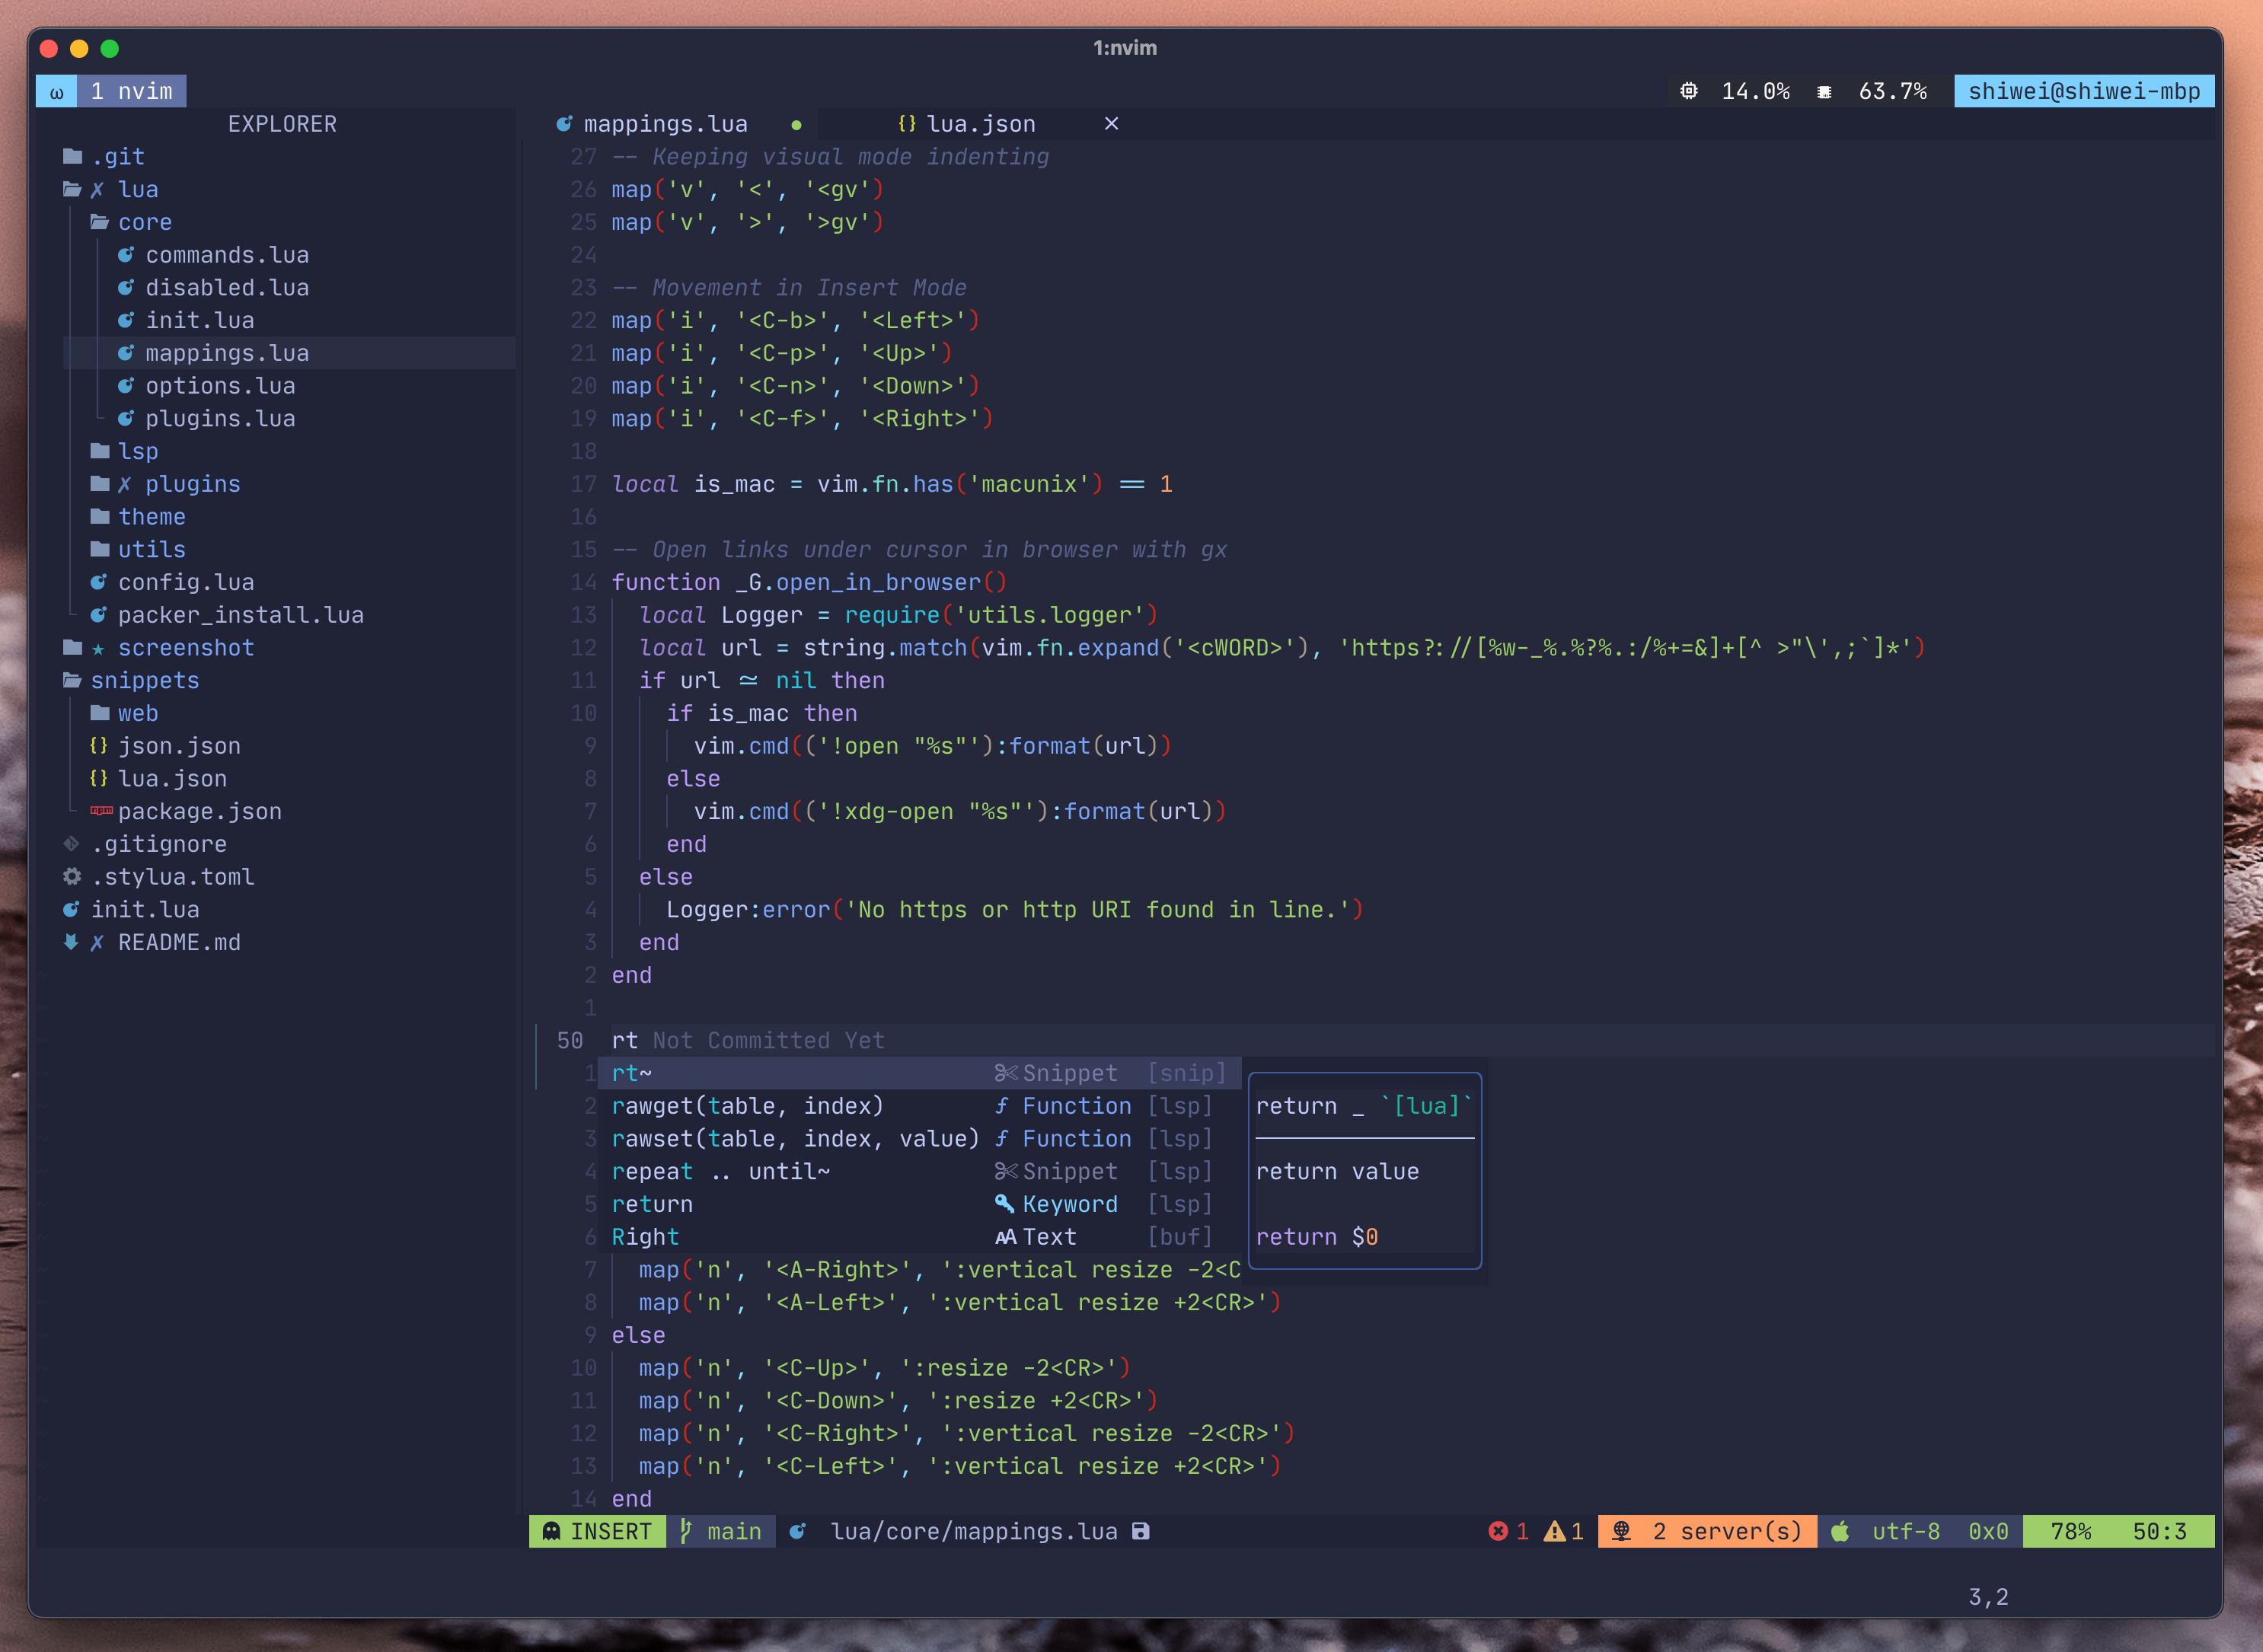 1:nvim
ω 1 nvim 14.0% 63.7% shiwei@shiwei-mbp
EXPLORER
.git
✗ lua
core
commands.lua
disabled.lua
init.lua
mappings.lua
options.lua
plugins.lua
lsp
✗ plugins
theme
utils
config.lua
packer_install.lua
★ screenshot
snippets
web
{} json.json
{} lua.json
package.json
.gitignore
.stylua.toml
init.lua
✗ README.md
mappings.lua ● {} lua.json ×
27 -- Keeping visual mode indenting
26 map('v', '<', '<gv')
25 map('v', '>', '>gv')
24
23 -- Movement in Insert Mode
22 map('i', '<C-b>', '<Left>')
21 map('i', '<C-p>', '<Up>')
20 map('i', '<C-n>', '<Down>')
19 map('i', '<C-f>', '<Right>')
18
17 local is_mac = vim.fn.has('macunix') == 1
16
15 -- Open links under cursor in browser with gx
14 function _G.open_in_browser()
13 local Logger = require('utils.logger')
12 local url = string.match(vim.fn.expand('<cWORD>'), 'https?://[%w-_%.%?%.:/%+=&]+[^ >"\',;`]*')
11 if url ~= nil then
10 if is_mac then
9 vim.cmd(('!open "%s"'):format(url))
8 else
7 vim.cmd(('!xdg-open "%s"'):format(url))
6 end
5 else
4 Logger:error('No https or http URI found in line.')
3 end
2 end
1
50 rt Not Committed Yet
1 rt~ Snippet [snip]
2 rawget(table, index) f Function [lsp]
3 rawset(table, index, value) f Function [lsp]
4 repeat .. until~ Snippet [lsp]
5 return Keyword [lsp]
6 Right AA Text [buf]
return _ `[lua]`
return value
return $0
7 map('n', '<A-Right>', ':vertical resize -2<C
8 map('n', '<A-Left>', ':vertical resize +2<CR>')
9 else
10 map('n', '<C-Up>', ':resize -2<CR>')
11 map('n', '<C-Down>', ':resize +2<CR>')
12 map('n', '<C-Right>', ':vertical resize -2<CR>')
13 map('n', '<C-Left>', ':vertical resize +2<CR>')
14 end
INSERT main lua/core/mappings.lua 1 1 2 server(s) utf-8 0x0 78% 50:3
3,2